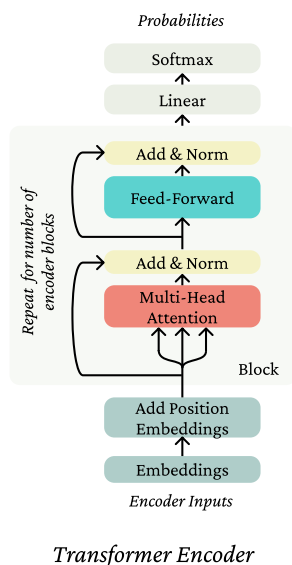 Probabilities
Softmax
Linear
Add & Norm
Feed-Forward
Add & Norm
Multi-Head
Attention
Repeat for number of
encoder blocks
Block
Add Position
Embeddings
Embeddings
Encoder Inputs
Transformer Encoder